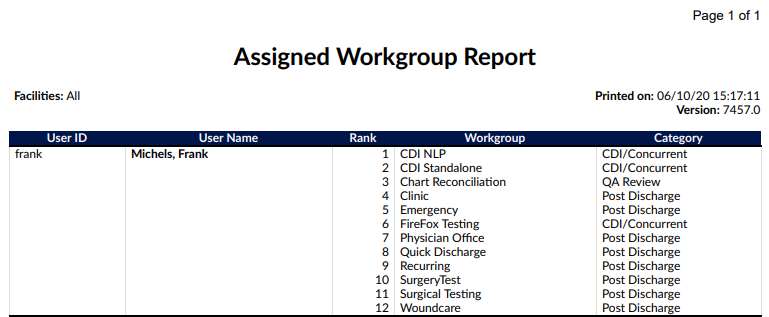 Page 1 of 1
Assigned Workgroup Report
Facilities: All Printed on: 06/10/20 15:17:11
Version: 7457.0
User ID User Name Rank Workgroup Category
frank Michels, Frank 1 CDI NLP CDI/Concurrent
2 CDI Standalone CDI/Concurrent
3 Chart Reconciliation QA Review
4 Clinic Post Discharge
5 Emergency Post Discharge
6 FireFox Testing CDI/Concurrent
7 Physician Office Post Discharge
8 Quick Discharge Post Discharge
9 Recurring Post Discharge
10 SurgeryTest Post Discharge
11 Surgical Testing Post Discharge
12 Woundcare Post Discharge